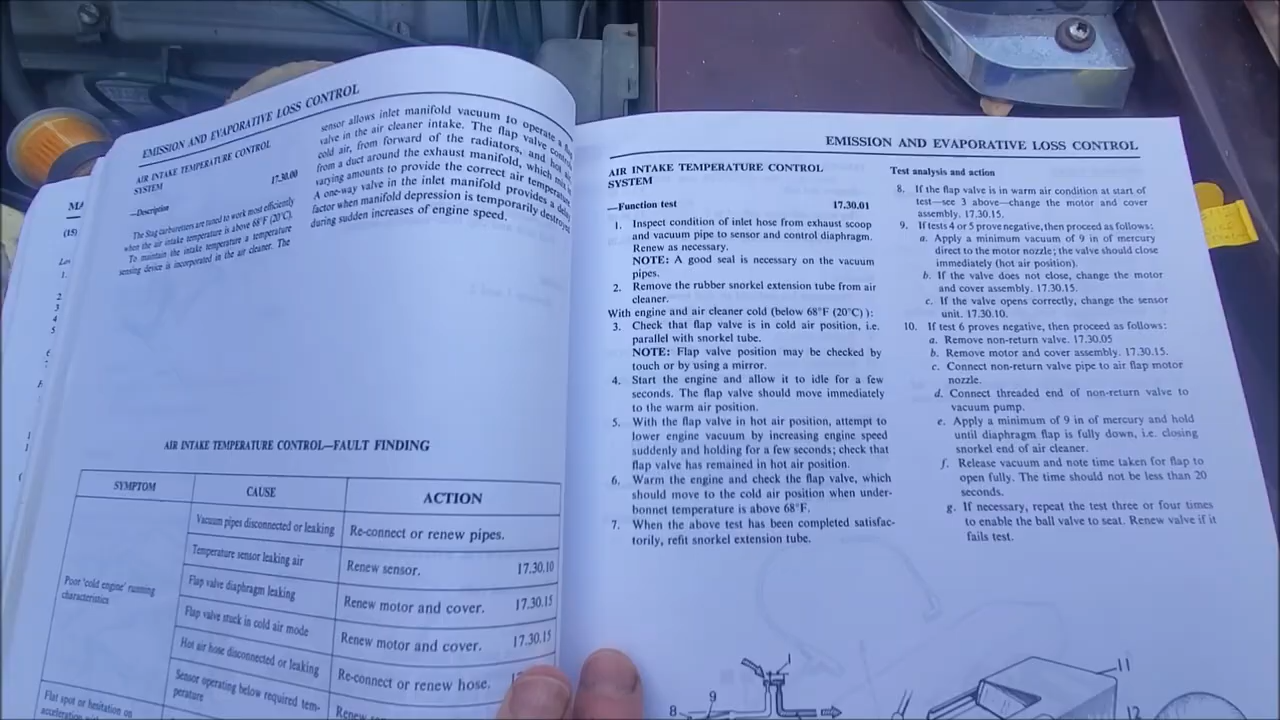 EMISSION AND EVAPORATIVE LOSS CONTROL
AIR INTAKE TEMPERATURE CONTROL
SYSTEM
17.30.00
—Description
The Stag carburetters are tuned to work most efficiently
when the air intake temperature is above 68°F (20°C).
To maintain the intake temperature a temperature
sensing device is incorporated in the air cleaner. The
sensor allows inlet manifold vacuum to operate a
valve in the air cleaner intake. The flap valve
cold air, from forward of the radiators, and
from a duct around the exhaust manifold, which
varying amounts to provide the correct air temperature
A one-way valve in the inlet manifold provides a
factor when manifold depression is temporarily destroyed
during sudden increases of engine speed.
AIR INTAKE TEMPERATURE CONTROL—FAULT FINDING
SYMPTOM CAUSE ACTION
Poor 'cold engine' running
characteristics
Vacuum pipes disconnected or leaking Re-connect or renew pipes.
Temperature sensor leaking air Renew sensor. 17.30.10
Flap valve diaphragm leaking Renew motor and cover. 17.30.15
Flap valve stuck in cold air mode Renew motor and cover. 17.30.15
Hot air hose disconnected or leaking Re-connect or renew hose.
Sensor operating below required tem-
perature Renew
Flat spot or hesitation on
acceleration
MA
(15)
EMISSION AND EVAPORATIVE LOSS CONTROL
AIR INTAKE TEMPERATURE CONTROL
SYSTEM
—Function test 17.30.01
1. Inspect condition of inlet hose from exhaust scoop
and vacuum pipe to sensor and control diaphragm.
Renew as necessary.
NOTE: A good seal is necessary on the vacuum
pipes.
2. Remove the rubber snorkel extension tube from air
cleaner.
With engine and air cleaner cold (below 68°F (20°C) ):
3. Check that flap valve is in cold air position, i.e.
parallel with snorkel tube.
NOTE: Flap valve position may be checked by
touch or by using a mirror.
4. Start the engine and allow it to idle for a few
seconds. The flap valve should move immediately
to the warm air position.
5. With the flap valve in hot air position, attempt to
lower engine vacuum by increasing engine speed
suddenly and holding for a few seconds; check that
flap valve has remained in hot air position.
6. Warm the engine and check the flap valve, which
should move to the cold air position when under-
bonnet temperature is above 68°F.
7. When the above test has been completed satisfac-
torily, refit snorkel extension tube.
Test analysis and action
8. If the flap valve is in warm air condition at start of
test—see 3 above—change the motor and cover
assembly. 17.30.15.
9. If tests 4 or 5 prove negative, then proceed as follows:
a. Apply a minimum vacuum of 9 in of mercury
direct to the motor nozzle; the valve should close
immediately (hot air position).
b. If the valve does not close, change the motor
and cover assembly. 17.30.15.
c. If the valve opens correctly, change the sensor
unit. 17.30.10.
10. If test 6 proves negative, then proceed as follows:
a. Remove non-return valve. 17.30.05
b. Remove motor and cover assembly. 17.30.15.
c. Connect non-return valve pipe to air flap motor
nozzle.
d. Connect threaded end of non-return valve to
vacuum pump.
e. Apply a minimum of 9 in of mercury and hold
until diaphragm flap is fully down, i.e. closing
snorkel end of air cleaner.
f. Release vacuum and note time taken for flap to
open fully. The time should not be less than 20
seconds.
g. If necessary, repeat the test three or four times
to enable the ball valve to seat. Renew valve if it
fails test.
1
11
9
8
12